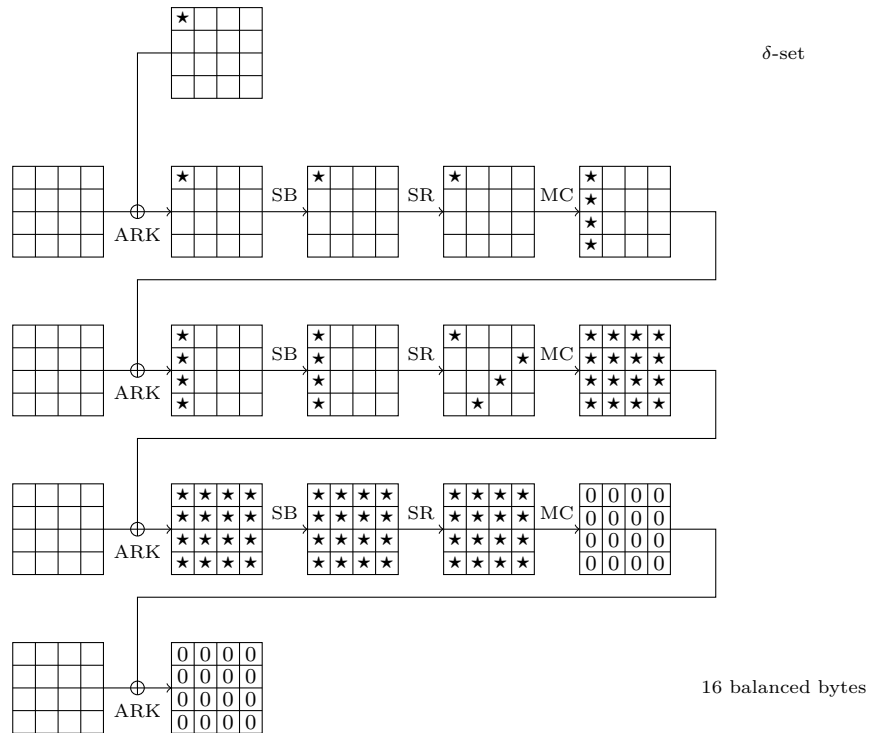 ★
δ-set
★ SB ★ SR ★ MC ★
★
★
ARK ★
★ SB ★ SR ★ MC ★ ★ ★ ★
★ ★ ★ ★ ★ ★ ★
★ ★ ★ ★ ★ ★ ★
ARK ★ ★ ★ ★ ★ ★ ★
★ ★ ★ ★ SB ★ ★ ★ ★ SR ★ ★ ★ ★ MC 0 0 0 0
★ ★ ★ ★ ★ ★ ★ ★ ★ ★ ★ ★ 0 0 0 0
★ ★ ★ ★ ★ ★ ★ ★ ★ ★ ★ ★ 0 0 0 0
ARK ★ ★ ★ ★ ★ ★ ★ ★ ★ ★ ★ ★ 0 0 0 0
0 0 0 0
0 0 0 0
0 0 0 0 16 balanced bytes
ARK 0 0 0 0